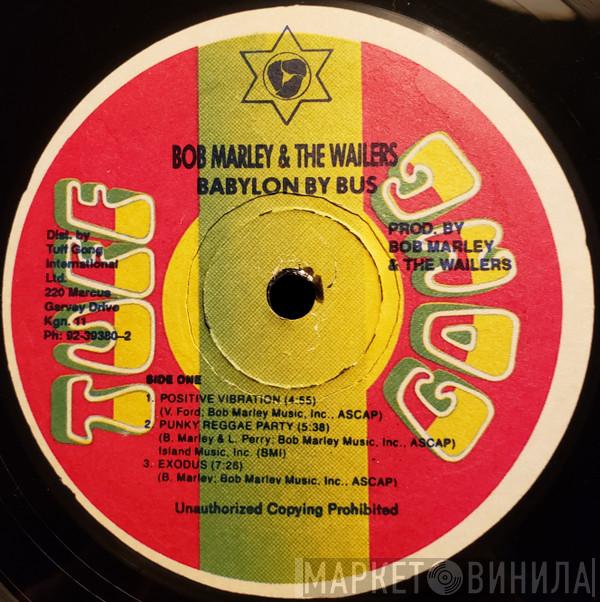 BOB MARLEY & THE WAILERS
BABYLON BY BUS
TUFF
GONG
Dist. by
Tuff Gong
International
Ltd.
220 Marcus
Garvey Drive
Kgn. 11
Ph: 92-39380-2
PROD. BY
BOB MARLEY
& THE WAILERS
SIDE ONE
1. POSITIVE VIBRATION (4:55)
(V. Ford; Bob Marley Music, Inc., ASCAP)
2. PUNKY REGGAE PARTY (5:38)
(B. Marley & L. Perry; Bob Marley Music, Inc., ASCAP)
Island Music, Inc. (BMI)
3. EXODUS (7:26)
(B. Marley; Bob Marley Music, Inc., ASCAP)
Unauthorized Copying Prohibited
МАРКЕТ ВИНИЛА